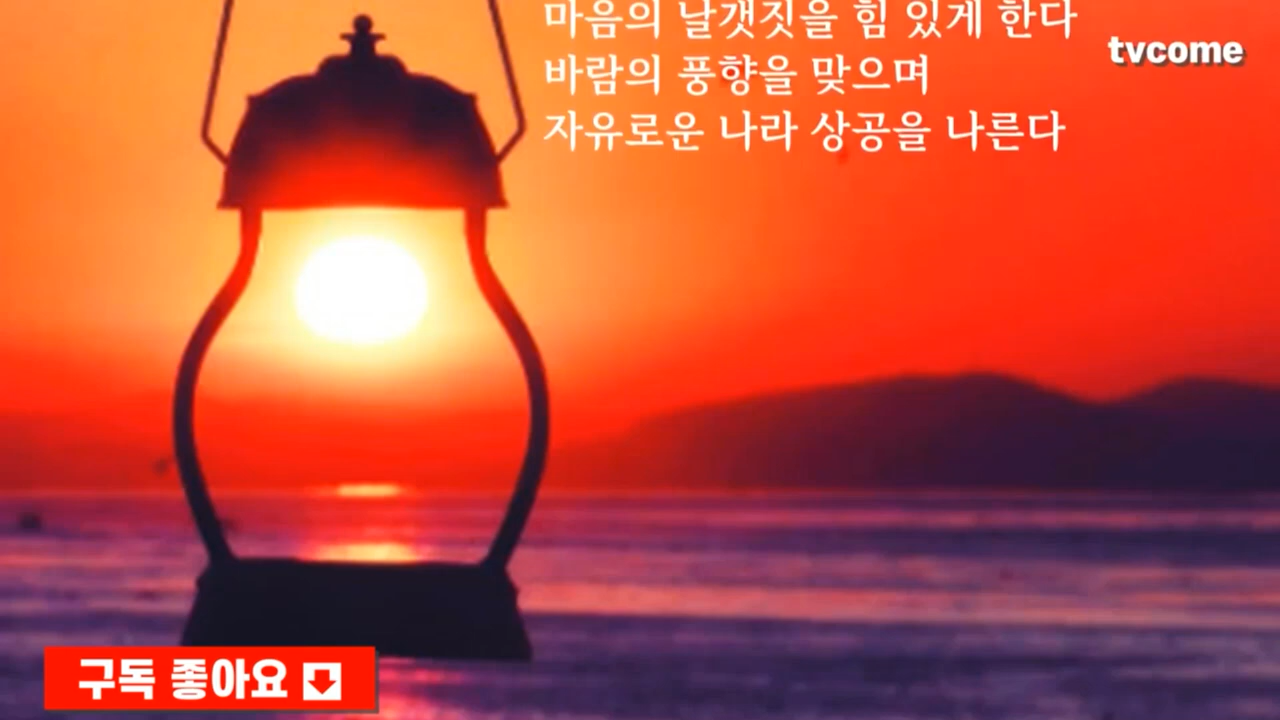 마음의 날갯짓을 힘 있게 한다
tvcome
바람의 풍향을 맞으며
자유로운 나라 상공을 나른다
구독 좋아요